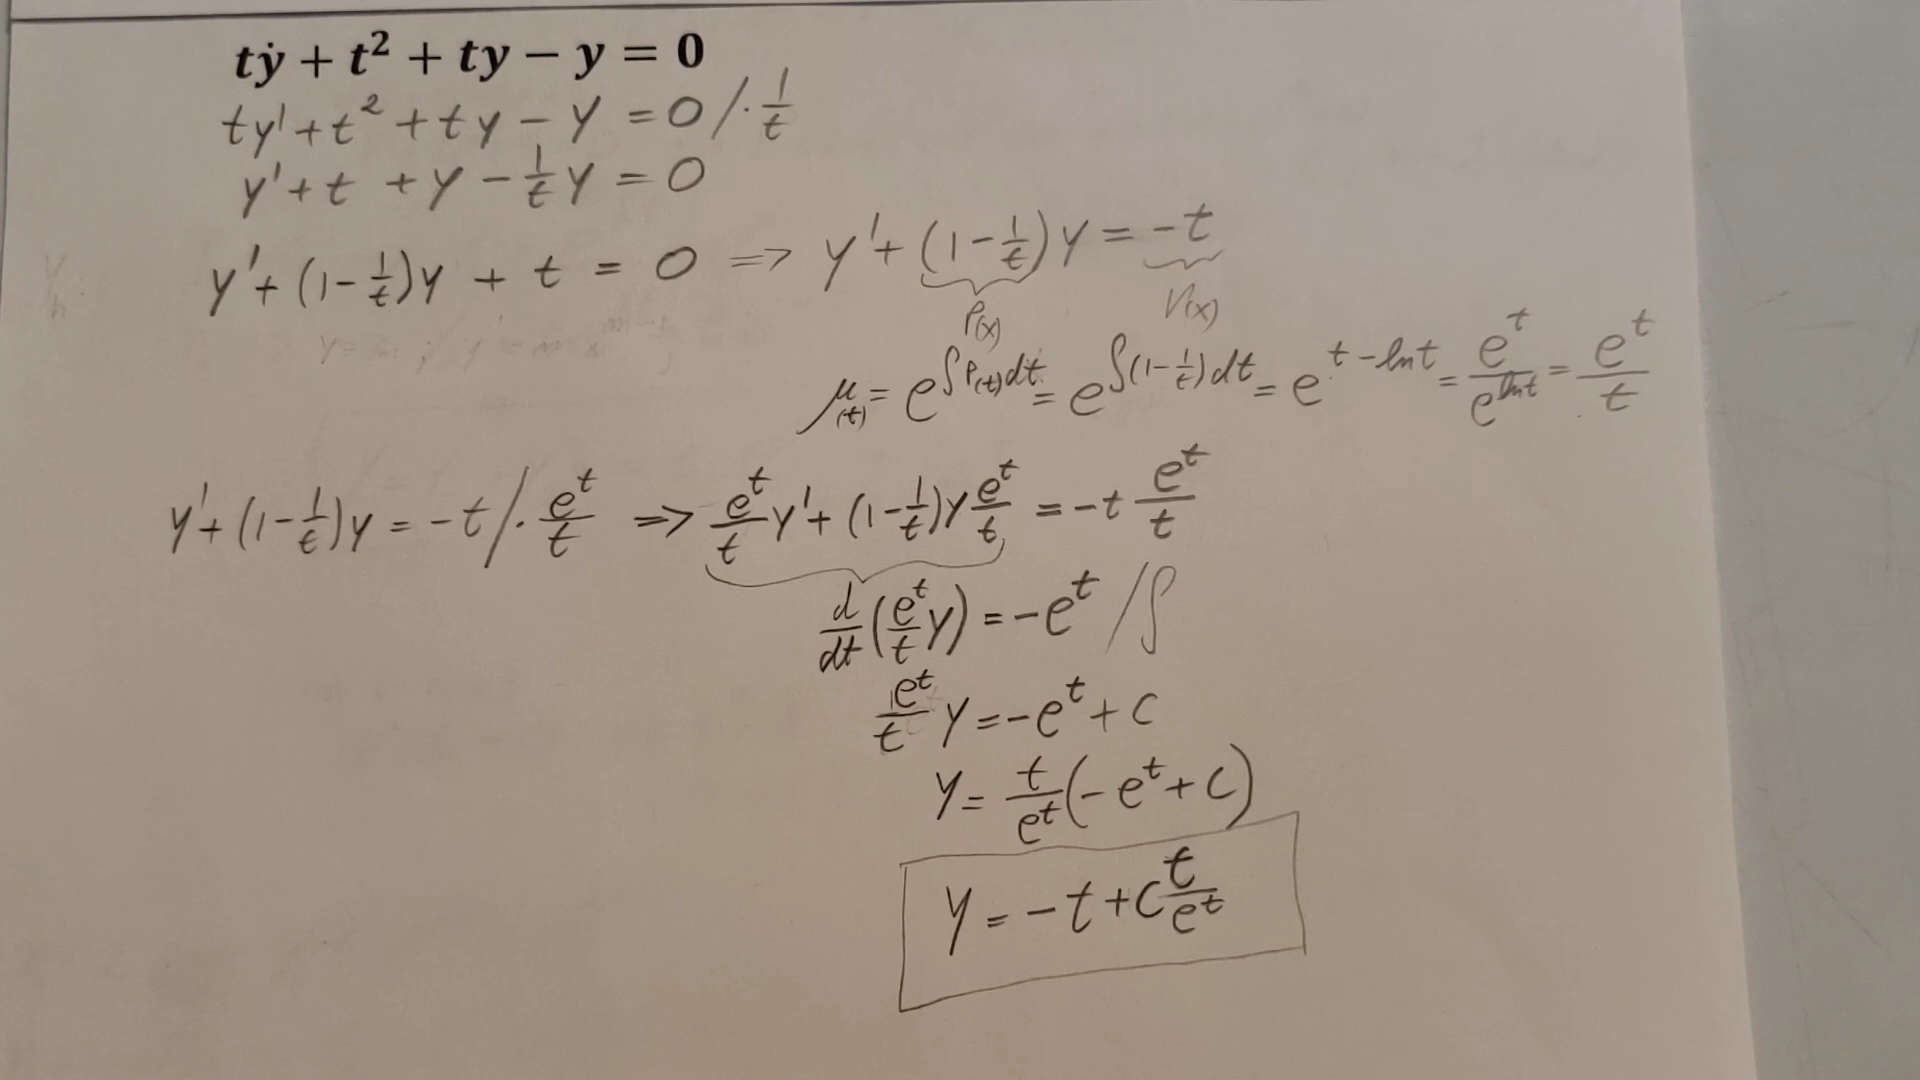 tẏ + t² + ty − y = 0
ty' + t² + ty − y = 0 / · 1/t
y' + t + y − 1/t y = 0
y' + (1 − 1/t)y + t = 0 => y' + (1 − 1/t)y = −t
P(x) V(x)
μ(t) = e^∫P(t)dt = e^∫(1 − 1/t)dt = e^(t − ln t) = e^t/e^(ln t) = e^t/t
y' + (1 − 1/t)y = −t / · e^t/t => e^t/t y' + (1 − 1/t)y e^t/t = −t e^t/t
d/dt (e^t/t y) = −e^t / ∫
e^t/t y = −e^t + c
y = t/e^t (−e^t + c)
y = −t + c t/e^t